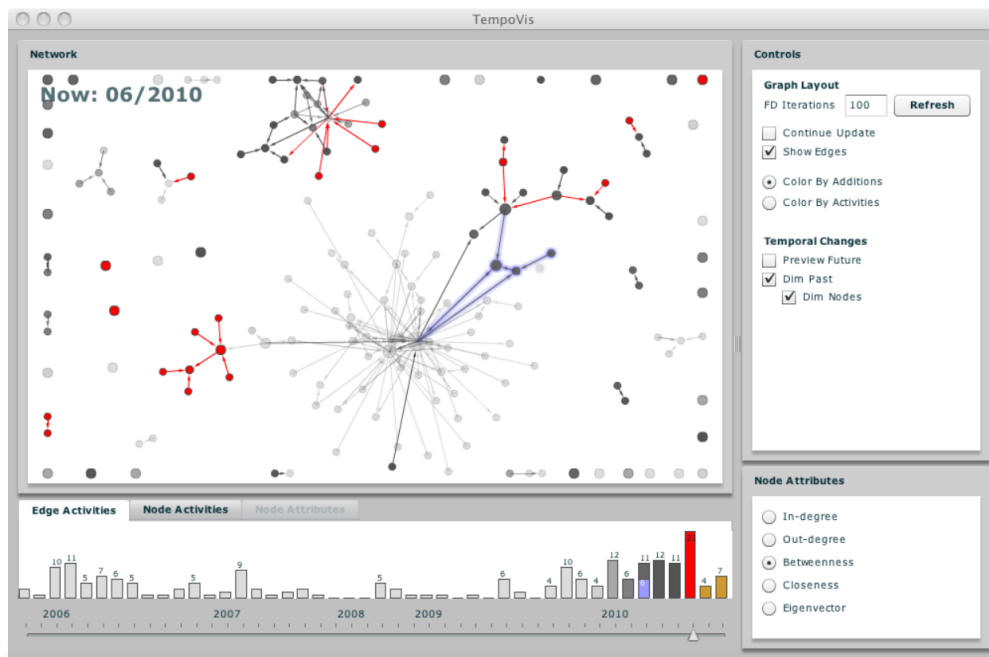 TempoVis
Network
Now: 06/2010
Controls
Graph Layout
FD Iterations 100 Refresh
Continue Update
Show Edges
Color By Additions
Color By Activities
Temporal Changes
Preview Future
Dim Past
Dim Nodes
Node Attributes
In-degree
Out-degree
Betweenness
Closeness
Eigenvector
Edge Activities Node Activities Node Attributes
10 11 5 7 6 5 5 9 5 6 4 10 6 4 12 6 11 6 12 11 21 4 7
2006 2007 2008 2009 2010